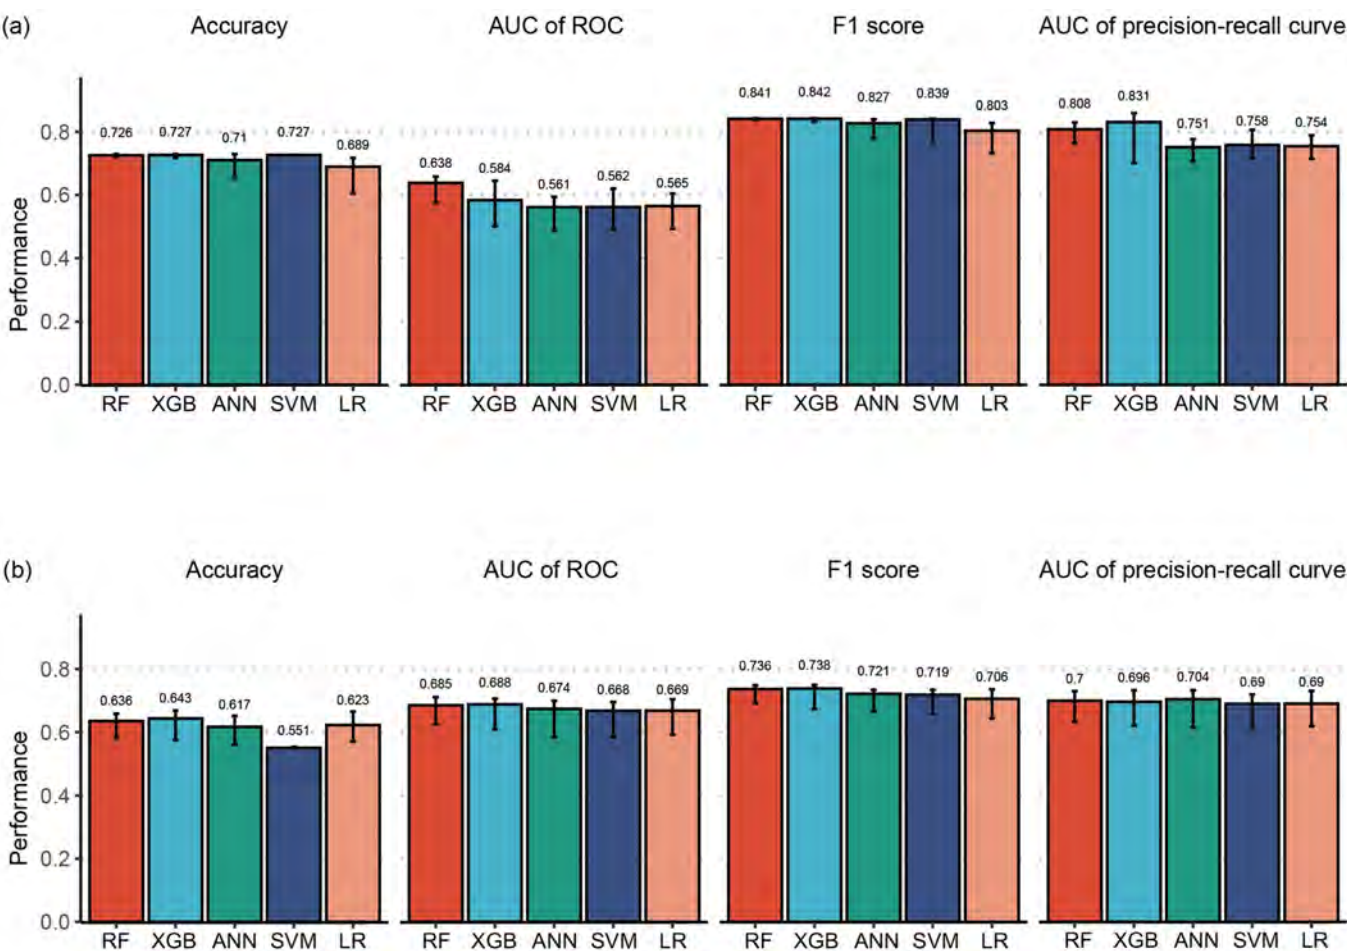 (a)
Accuracy
AUC of ROC
F1 score
AUC of precision-recall curve
Performance
0.8
0.6
0.4
0.2
0.0
0.726
0.727
0.71
0.727
0.689
RF XGB ANN SVM LR
0.638
0.584
0.561
0.562
0.565
RF XGB ANN SVM LR
0.841
0.842
0.827
0.839
0.803
RF XGB ANN SVM LR
0.808
0.831
0.751
0.758
0.754
RF XGB ANN SVM LR
(b)
Accuracy
AUC of ROC
F1 score
AUC of precision-recall curve
Performance
0.8
0.6
0.4
0.2
0.0
0.636
0.643
0.617
0.551
0.623
RF XGB ANN SVM LR
0.685
0.688
0.674
0.668
0.669
RF XGB ANN SVM LR
0.736
0.738
0.721
0.719
0.706
RF XGB ANN SVM LR
0.7
0.696
0.704
0.69
0.69
RF XGB ANN SVM LR